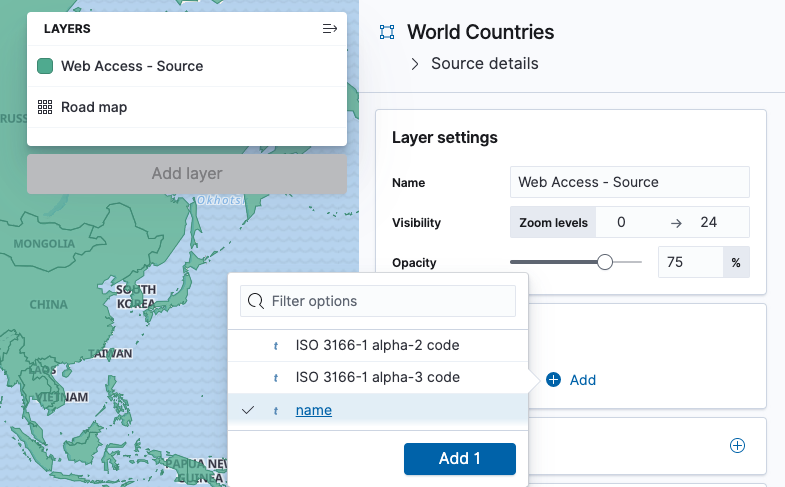 LAYERS
Web Access - Source
Road map
Add layer
RUSS
Okhots
MONGOLIA
CHINA
SOUTH
KOREA
TAIWAN
LAOS
VIETNAM
PAPUA NEW
GUINEA
World Countries
Source details
Layer settings
Name
Web Access - Source
Visibility
Zoom levels
0
→
24
Opacity
75
%
Filter options
t ISO 3166-1 alpha-2 code
t ISO 3166-1 alpha-3 code
t name
Add 1
Add